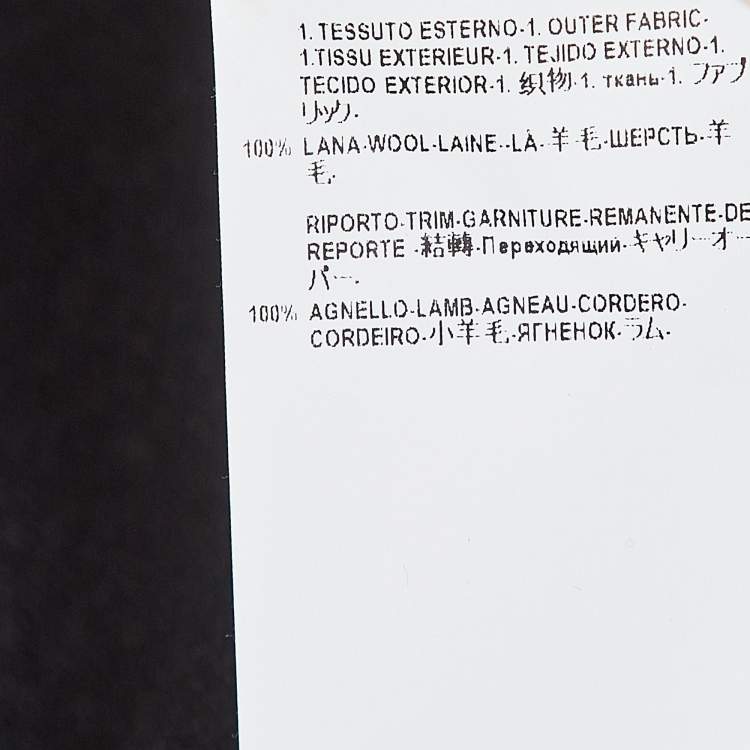 1. TESSUTO ESTERNO-1. OUTER FABRIC-
1.TISSU EXTERIEUR-1. TEJIDO EXTERNO-1.
TECIDO EXTERIOR-1. 织物-1. ткань-1. ファブ
リック-
100% LANA-WOOL-LAINE--LÀ-羊毛-ШЕРСТЬ-羊
毛-
RIPORTO-TRIM-GARNITURE-REMANENTE-DE
REPORTE -結轉-Переходящий-キャリーオー
バー-
100% AGNELLO-LAMB-AGNEAU-CORDERO-
CORDEIRO-小羊毛-ЯГНЕНОК-ラム-